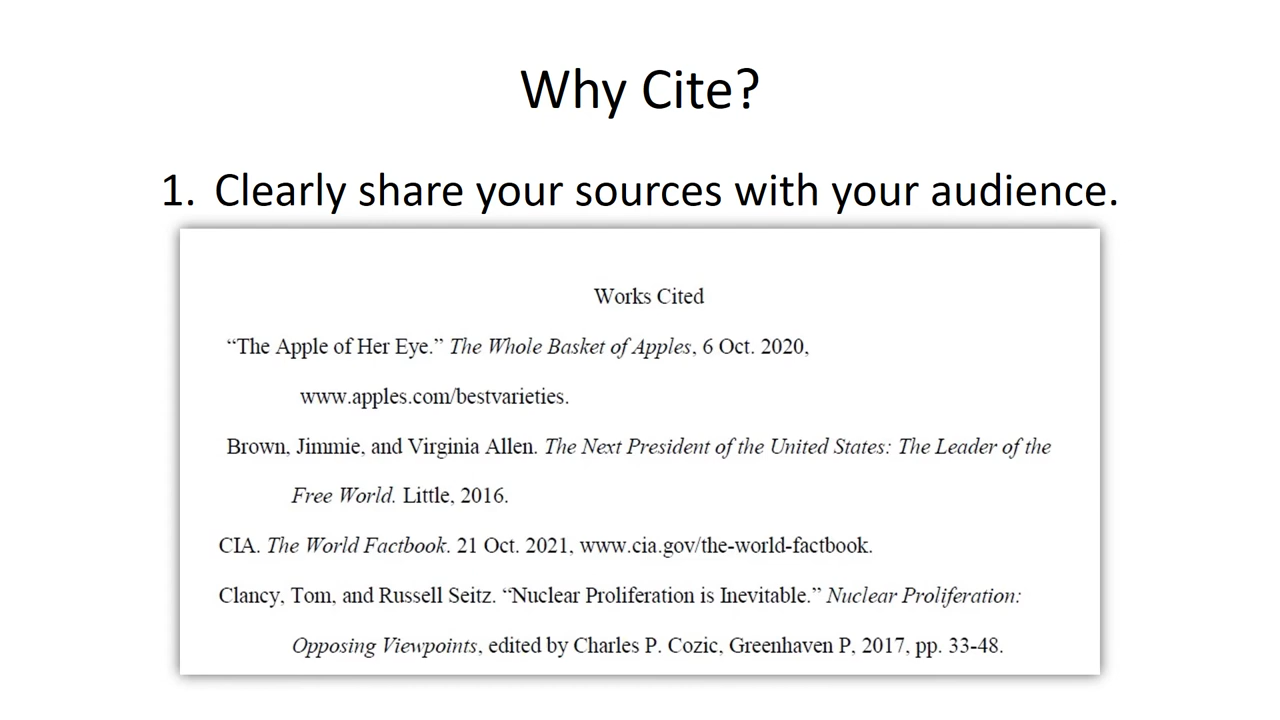 Why Cite?
1. Clearly share your sources with your audience.
Works Cited
“The Apple of Her Eye.” The Whole Basket of Apples, 6 Oct. 2020,
www.apples.com/bestvarieties.
Brown, Jimmie, and Virginia Allen. The Next President of the United States: The Leader of the
Free World. Little, 2016.
CIA. The World Factbook. 21 Oct. 2021, www.cia.gov/the-world-factbook.
Clancy, Tom, and Russell Seitz. “Nuclear Proliferation is Inevitable.” Nuclear Proliferation:
Opposing Viewpoints, edited by Charles P. Cozic, Greenhaven P, 2017, pp. 33-48.